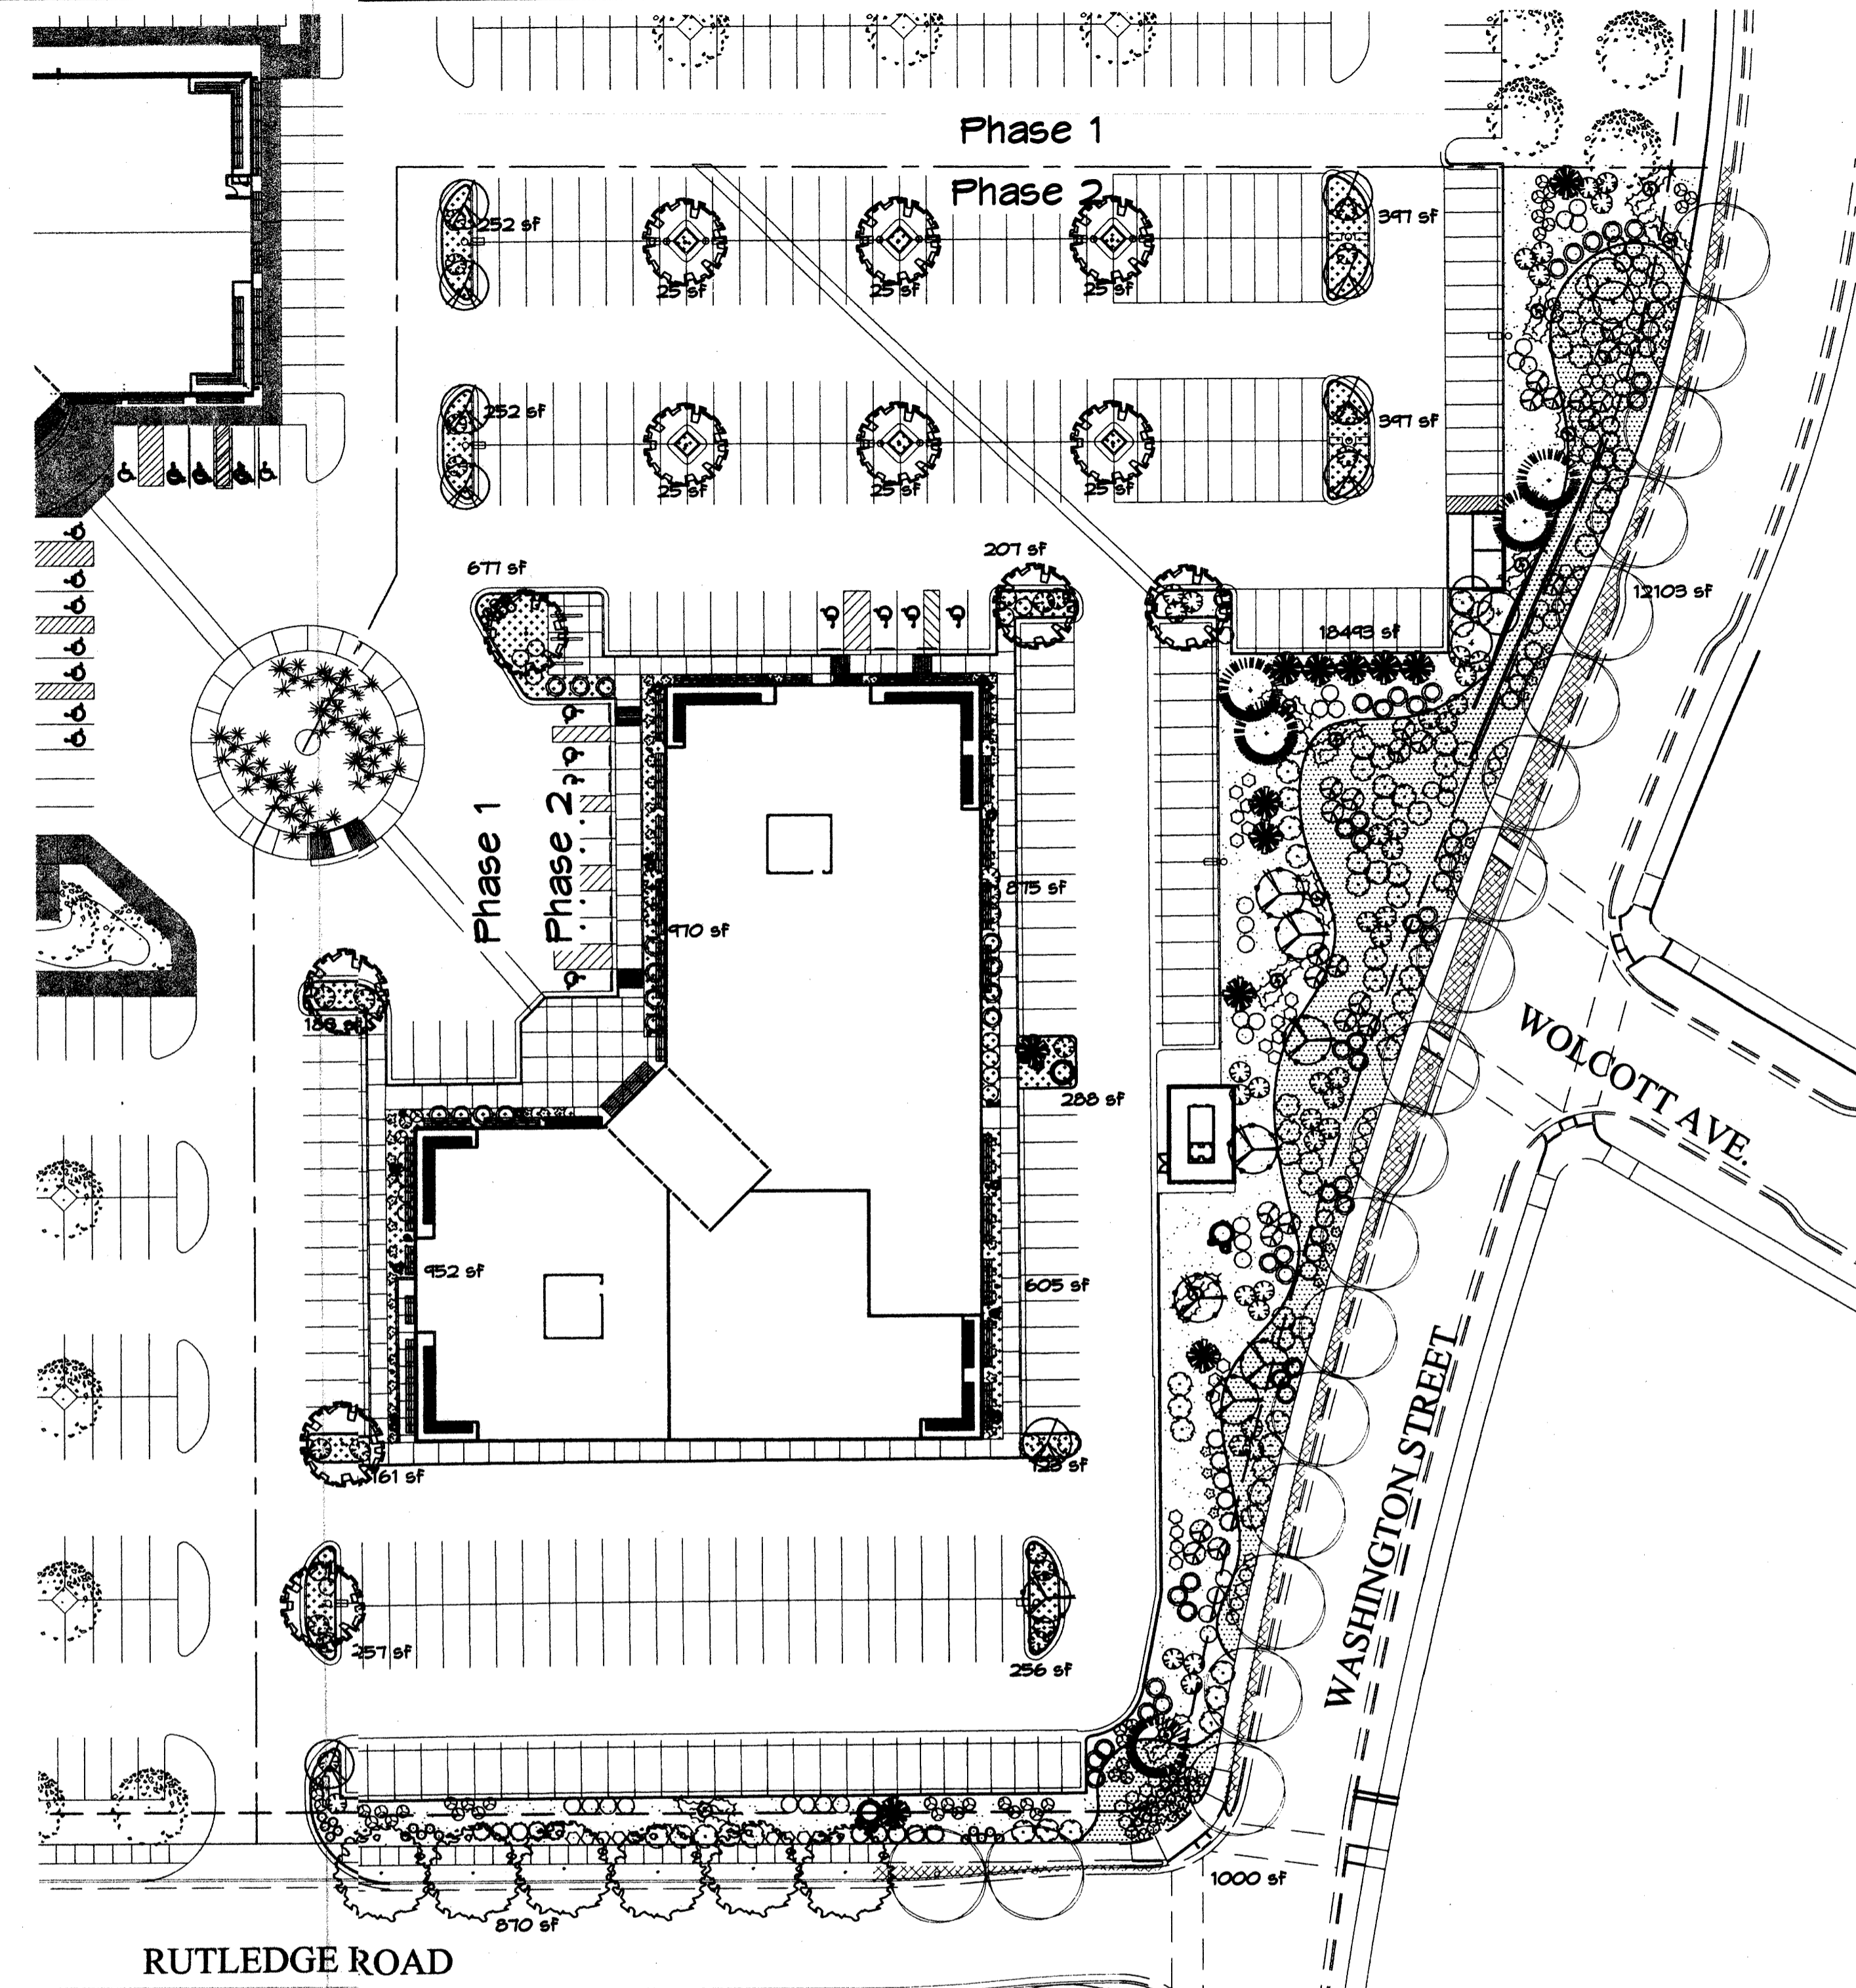 Phase 1
Phase 2
252 sf
397 sf
25 sf
25 sf
25 sf
252 sf
397 sf
25 sf
25 sf
25 sf
677 sf
207 sf
12103 sf
18493 sf
Phase 1
Phase 2
970 sf
875 sf
WOLCOTT AVE.
288 sf
952 sf
605 sf
WASHINGTON STREET
161 sf
257 sf
256 sf
1000 sf
870 sf
RUTLEDGE ROAD